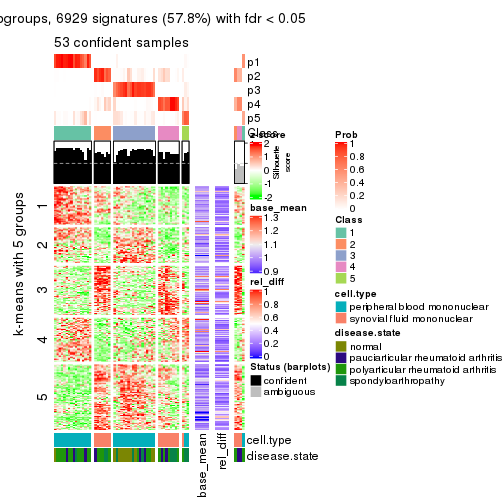 ogroups, 6929 signatures (57.8%) with fdr < 0.05
53 confident samples
p1
p2
p3
p4
p5
Class
Silhouette
score
k-means with 5 groups
1
2
3
4
5
cell.type
disease.state
base_mean
rel_diff
z-score
2
1
0
-1
-2
base_mean
1.3
1.2
1.1
1
0.9
rel_diff
1
0.8
0.6
0.4
0.2
0
Status (barplots)
confident
ambiguous
Prob
1
0.8
0.6
0.4
0.2
0
Class
1
2
3
4
5
cell.type
peripheral blood mononuclear
synovial fluid mononuclear
disease.state
normal
pauciarticular rheumatoid arthritis
polyarticular rheumatoid arthritis
spondyloarthropathy